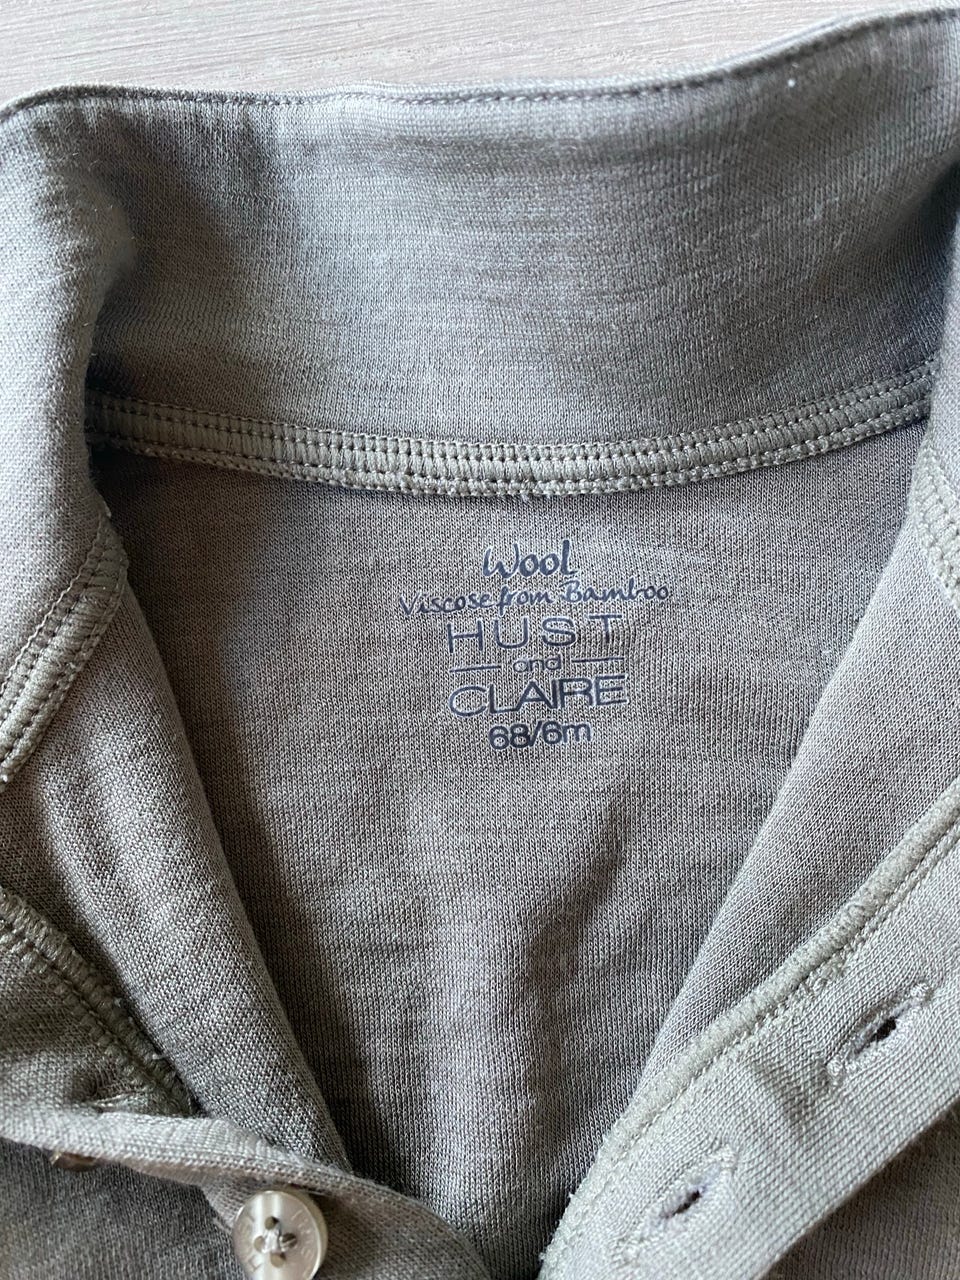 Wool
Viscose from Bamboo
HUST
and
CLAIRE
68/6m